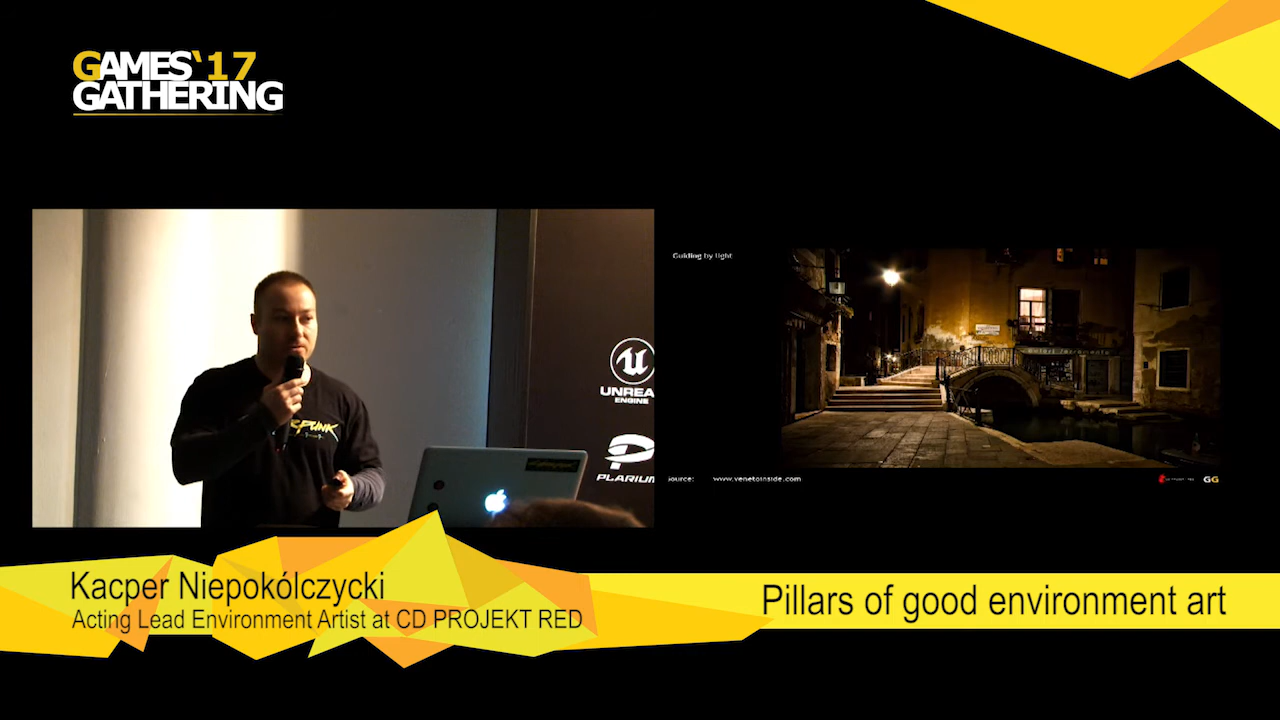 GAMES‘17
GATHERING
Guiding by light
UNREA
ENGINE
PLARIUM
source: www.venetoinside.com
GG
Kacper Niepokólczycki
Acting Lead Environment Artist at CD PROJEKT RED
Pillars of good environment art